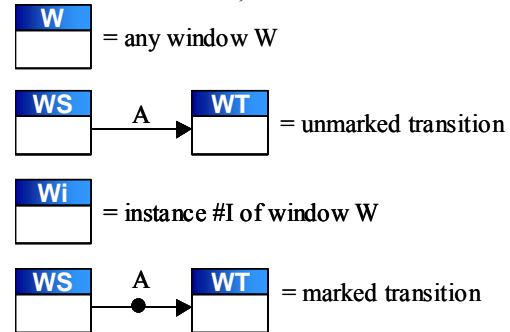 W
= any window W
WS A WT = unmarked transition
Wi
= instance #I of window W
WS A WT = marked transition